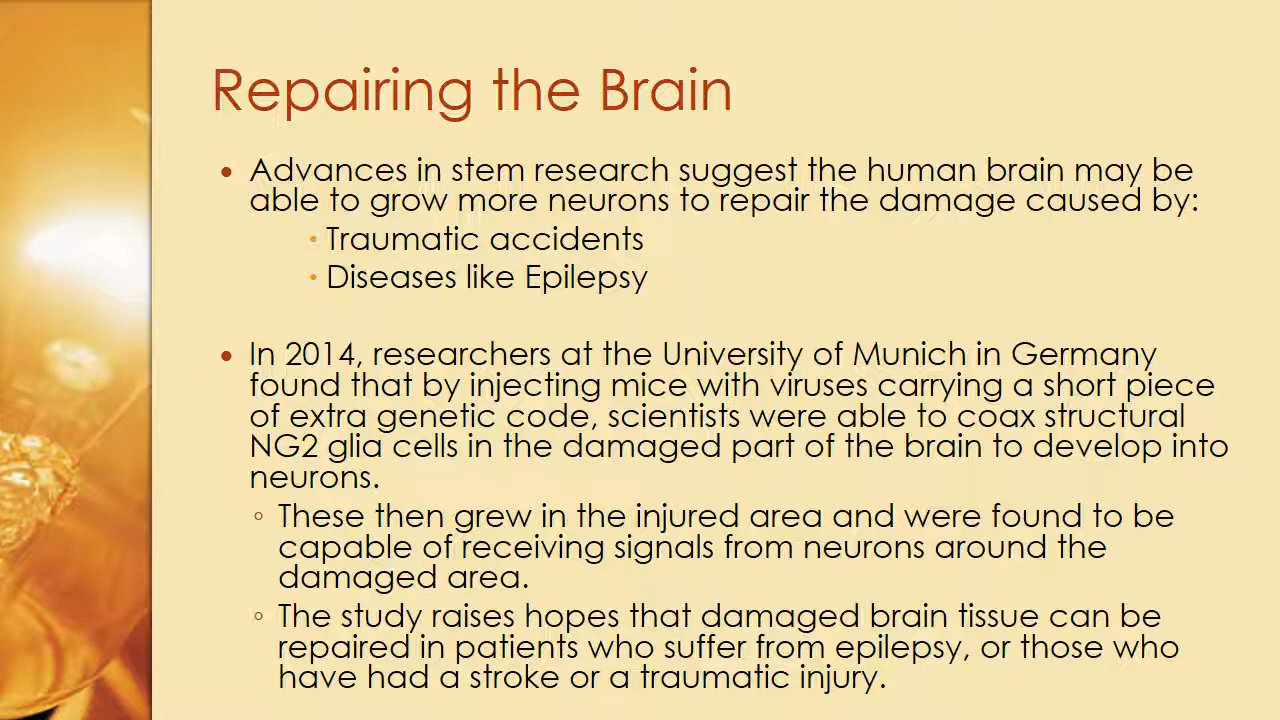 Repairing the Brain
• Advances in stem research suggest the human brain may be
able to grow more neurons to repair the damage caused by:
▪ Traumatic accidents
▪ Diseases like Epilepsy
• In 2014, researchers at the University of Munich in Germany
found that by injecting mice with viruses carrying a short piece
of extra genetic code, scientists were able to coax structural
NG2 glia cells in the damaged part of the brain to develop into
neurons.
◦ These then grew in the injured area and were found to be
capable of receiving signals from neurons around the
damaged area.
◦ The study raises hopes that damaged brain tissue can be
repaired in patients who suffer from epilepsy, or those who
have had a stroke or a traumatic injury.